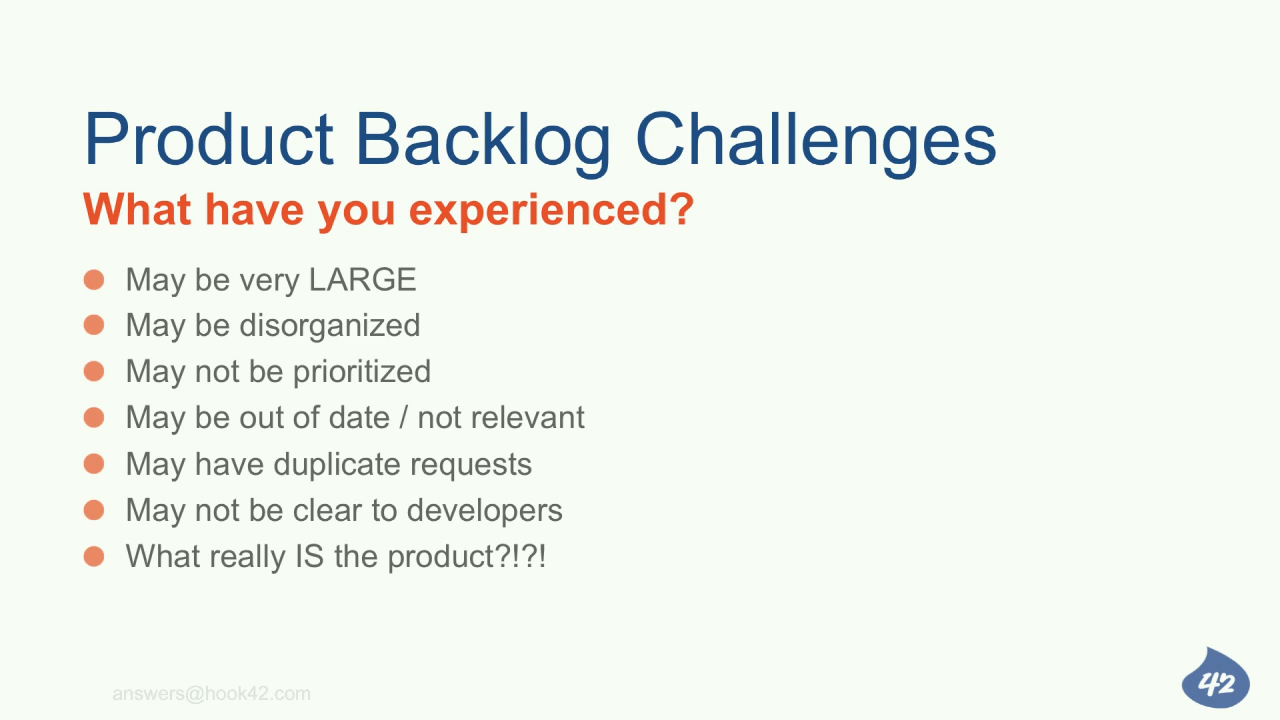 Product Backlog Challenges
What have you experienced?
May be very LARGE
May be disorganized
May not be prioritized
May be out of date / not relevant
May have duplicate requests
May not be clear to developers
What really IS the product?!?!
answers@hook42.com
42